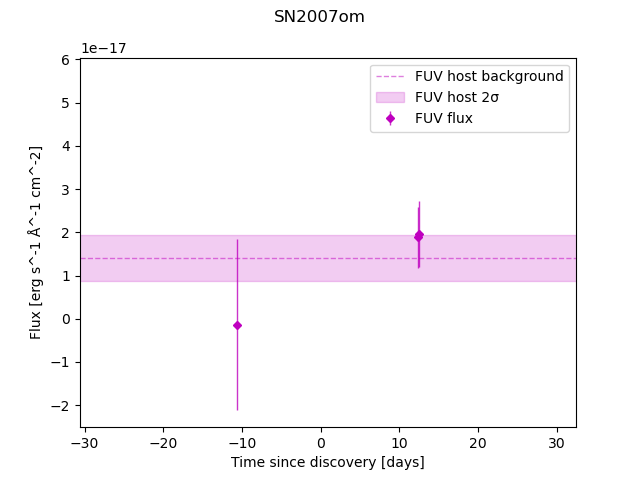 SN2007om
1e−17
6
5
4
3
2
1
0
−1
−2
Flux [erg s^-1 Å^-1 cm^-2]
FUV host background
FUV host 2σ
FUV flux
−30 −20 −10 0 10 20 30
Time since discovery [days]